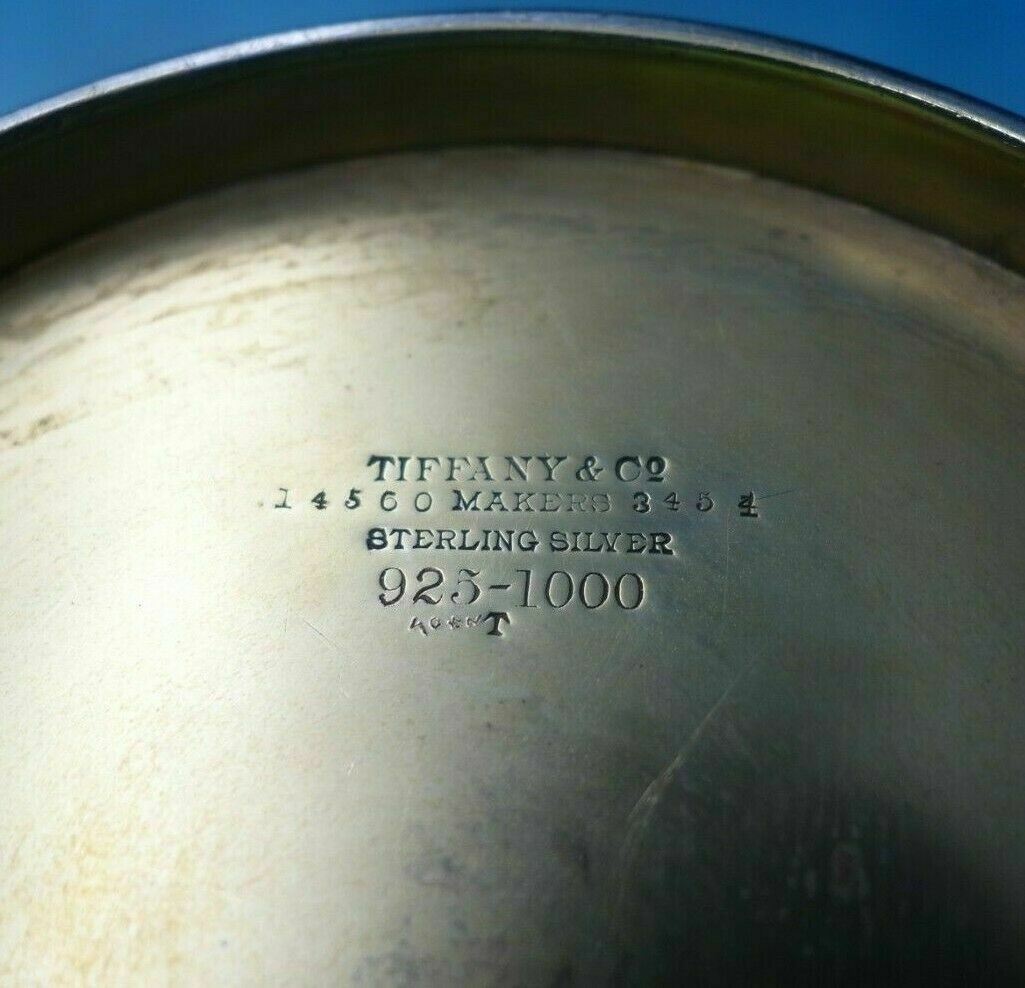 TIFFANY & Cº
14560 MAKERS 3454
STERLING SILVER
925-1000
T